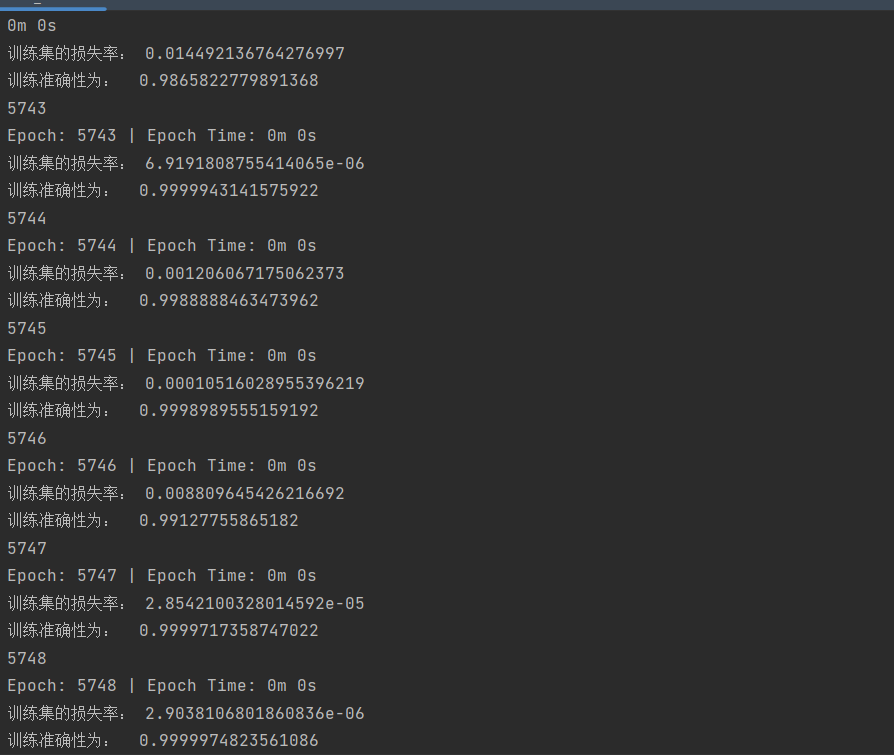 0m 0s
训练集的损失率： 0.014492136764276997
训练准确性为： 0.9865822779891368
5743
Epoch: 5743 | Epoch Time: 0m 0s
训练集的损失率： 6.9191808755414065e-06
训练准确性为： 0.9999943141575922
5744
Epoch: 5744 | Epoch Time: 0m 0s
训练集的损失率： 0.001206067175062373
训练准确性为： 0.9988888463473962
5745
Epoch: 5745 | Epoch Time: 0m 0s
训练集的损失率： 0.00010516028955396219
训练准确性为： 0.9998989555159192
5746
Epoch: 5746 | Epoch Time: 0m 0s
训练集的损失率： 0.008809645426216692
训练准确性为： 0.99127755865182
5747
Epoch: 5747 | Epoch Time: 0m 0s
训练集的损失率： 2.8542100328014592e-05
训练准确性为： 0.9999717358747022
5748
Epoch: 5748 | Epoch Time: 0m 0s
训练集的损失率： 2.9038106801860836e-06
训练准确性为： 0.9999974823561086